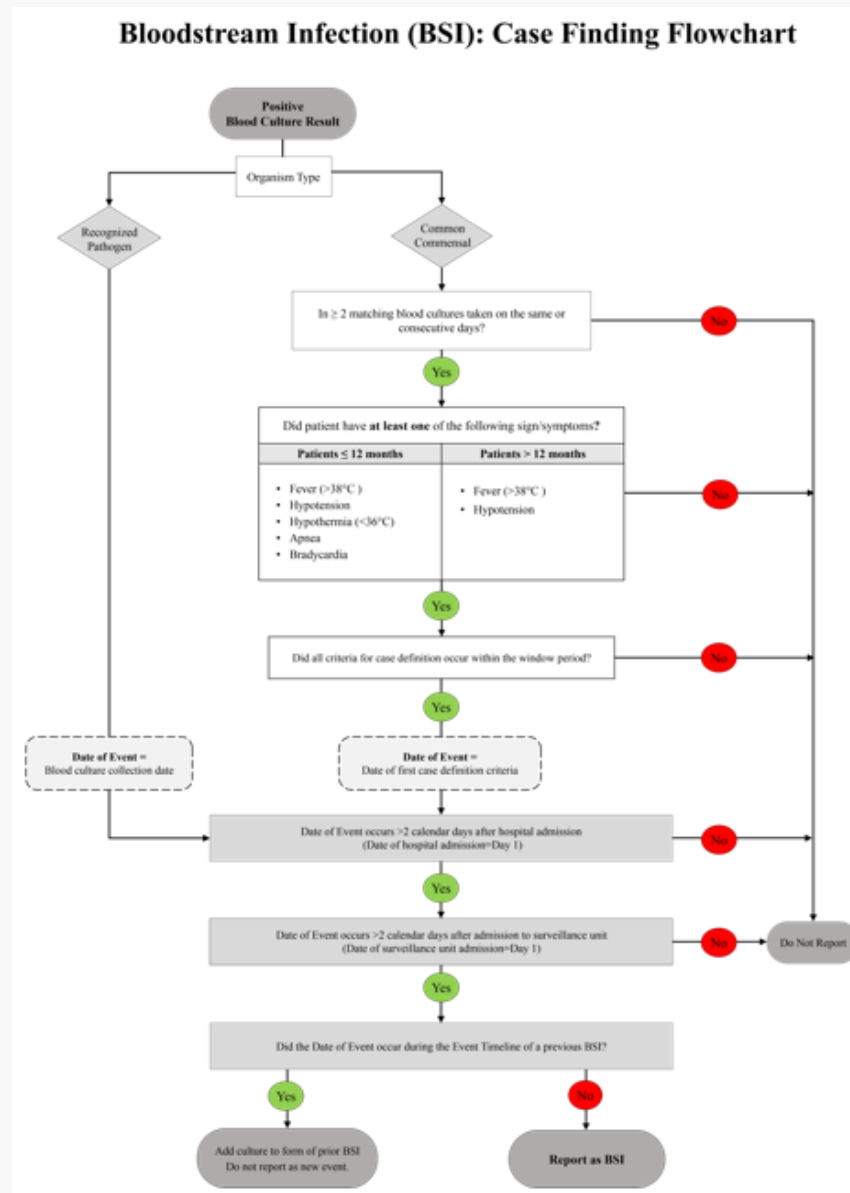 Bloodstream Infection (BSI): Case Finding Flowchart
Positive
Blood Culture Result
Organism Type
Recognized
Pathogen
Common
Commensal
In ≥ 2 matching blood cultures taken on the same or
consecutive days?
No
Yes
Did patient have at least one of the following sign/symptoms?
Patients ≤ 12 months
Patients > 12 months
• Fever (>38°C )
• Hypotension
• Hypothermia (<36°C)
• Apnea
• Bradycardia
• Fever (>38°C )
• Hypotension
No
Yes
Did all criteria for case definition occur within the window period?
No
Yes
Date of Event =
Blood culture collection date
Date of Event =
Date of first case definition criteria
Date of Event occurs >2 calendar days after hospital admission
(Date of hospital admission=Day 1)
No
Yes
Date of Event occurs >2 calendar days after admission to surveillance unit
(Date of surveillance unit admission=Day 1)
No
Do Not Report
Yes
Did the Date of Event occur during the Event Timeline of a previous BSI?
Yes
No
Add culture to form of prior BSI
Do not report as new event.
Report as BSI